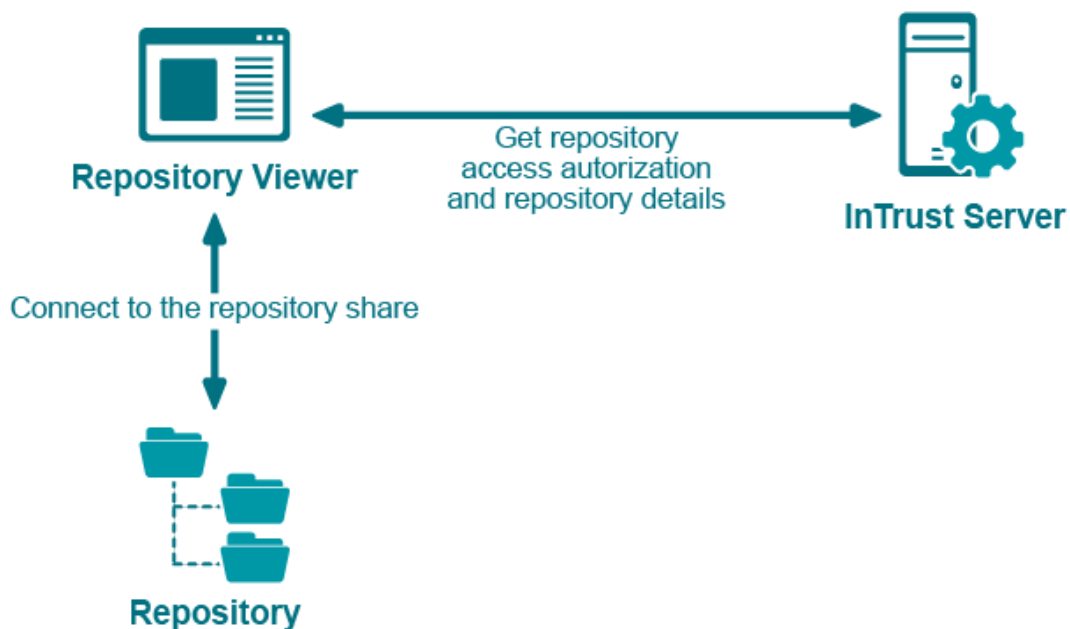 Get repository
access autorization
and repository details
Repository Viewer
InTrust Server
Connect to the repository share
Repository